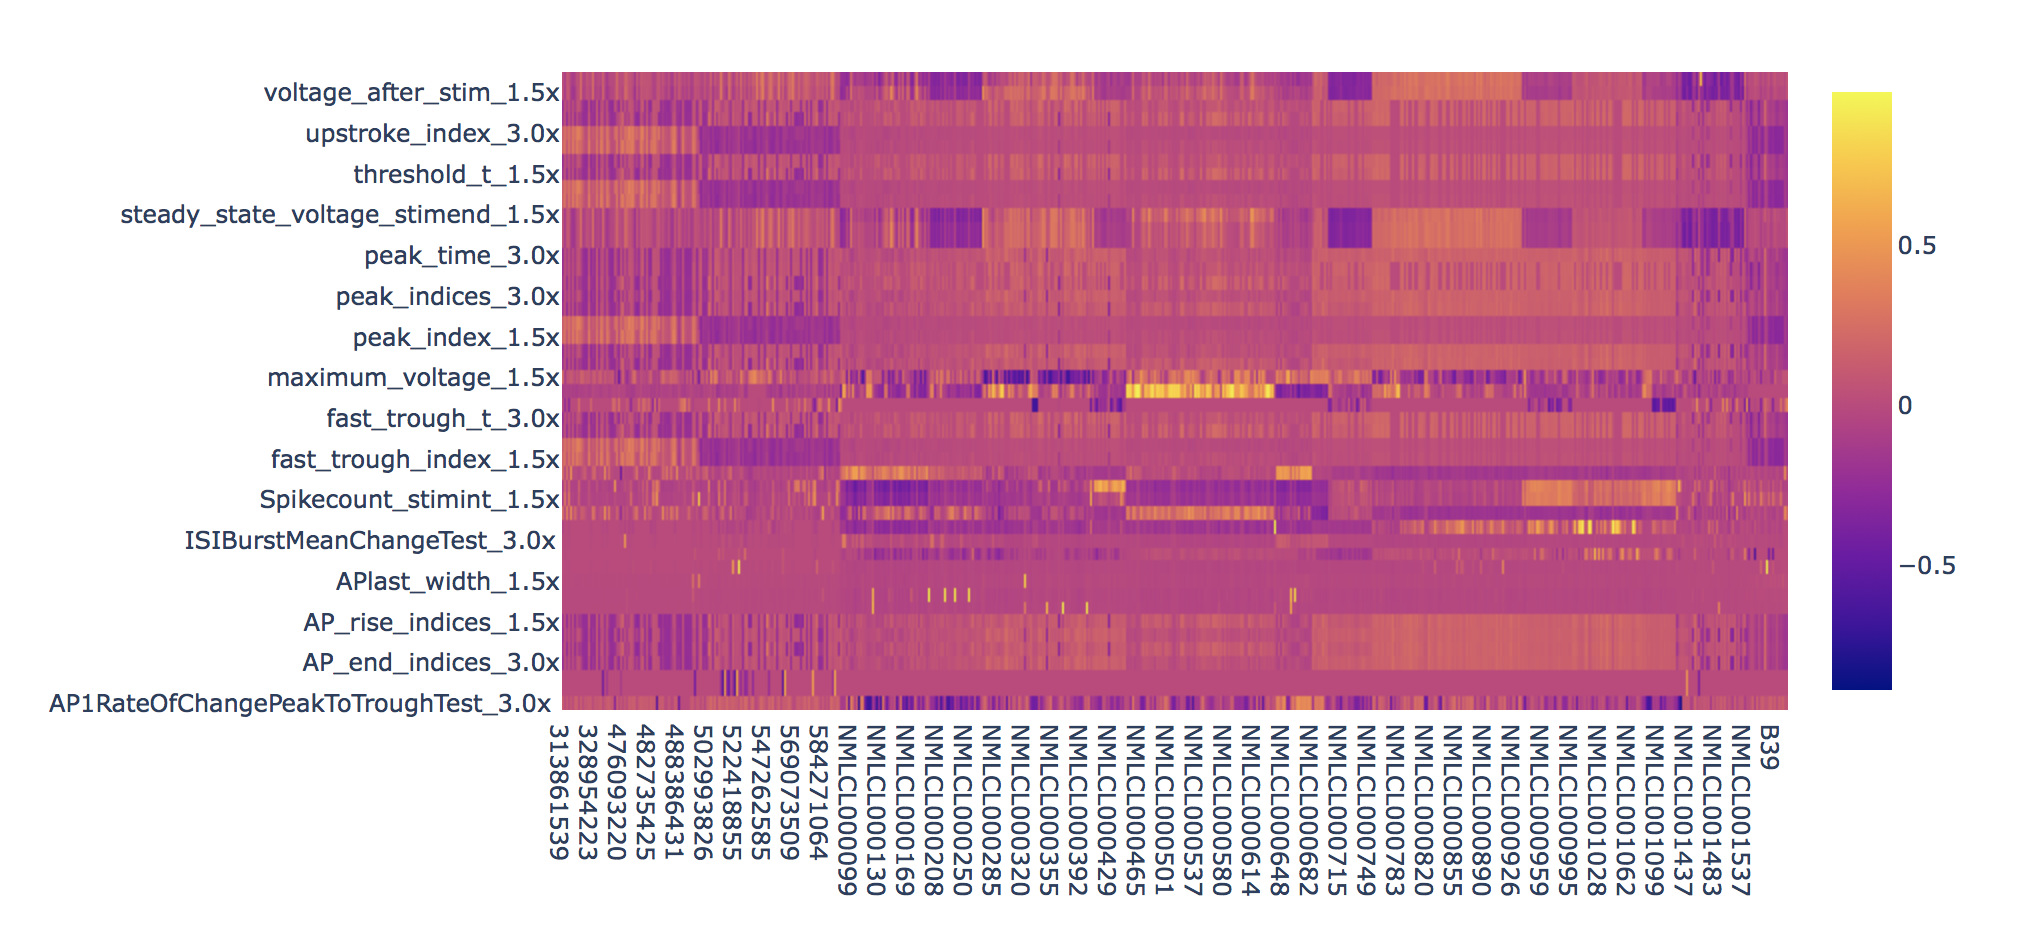 voltage_after_stim_1.5x
upstroke_index_3.0x
threshold_t_1.5x
steady_state_voltage_stimend_1.5x
peak_time_3.0x
peak_indices_3.0x
peak_index_1.5x
maximum_voltage_1.5x
fast_trough_t_3.0x
fast_trough_index_1.5x
Spikecount_stimint_1.5x
ISIBurstMeanChangeTest_3.0x
APlast_width_1.5x
AP_rise_indices_1.5x
AP_end_indices_3.0x
AP1RateOfChangePeakToTroughTest_3.0x
313861539
328954223
476093220
482735425
488386431
502993826
522418855
547262585
569073509
584271064
NMLCL000099
NMLCL000130
NMLCL000169
NMLCL000208
NMLCL000250
NMLCL000285
NMLCL000320
NMLCL000355
NMLCL000392
NMLCL000429
NMLCL000465
NMLCL000501
NMLCL000537
NMLCL000580
NMLCL000614
NMLCL000648
NMLCL000682
NMLCL000715
NMLCL000749
NMLCL000783
NMLCL000820
NMLCL000855
NMLCL000890
NMLCL000926
NMLCL000959
NMLCL000995
NMLCL001028
NMLCL001062
NMLCL001099
NMLCL001437
NMLCL001483
NMLCL001537
B39
0.5
0
−0.5